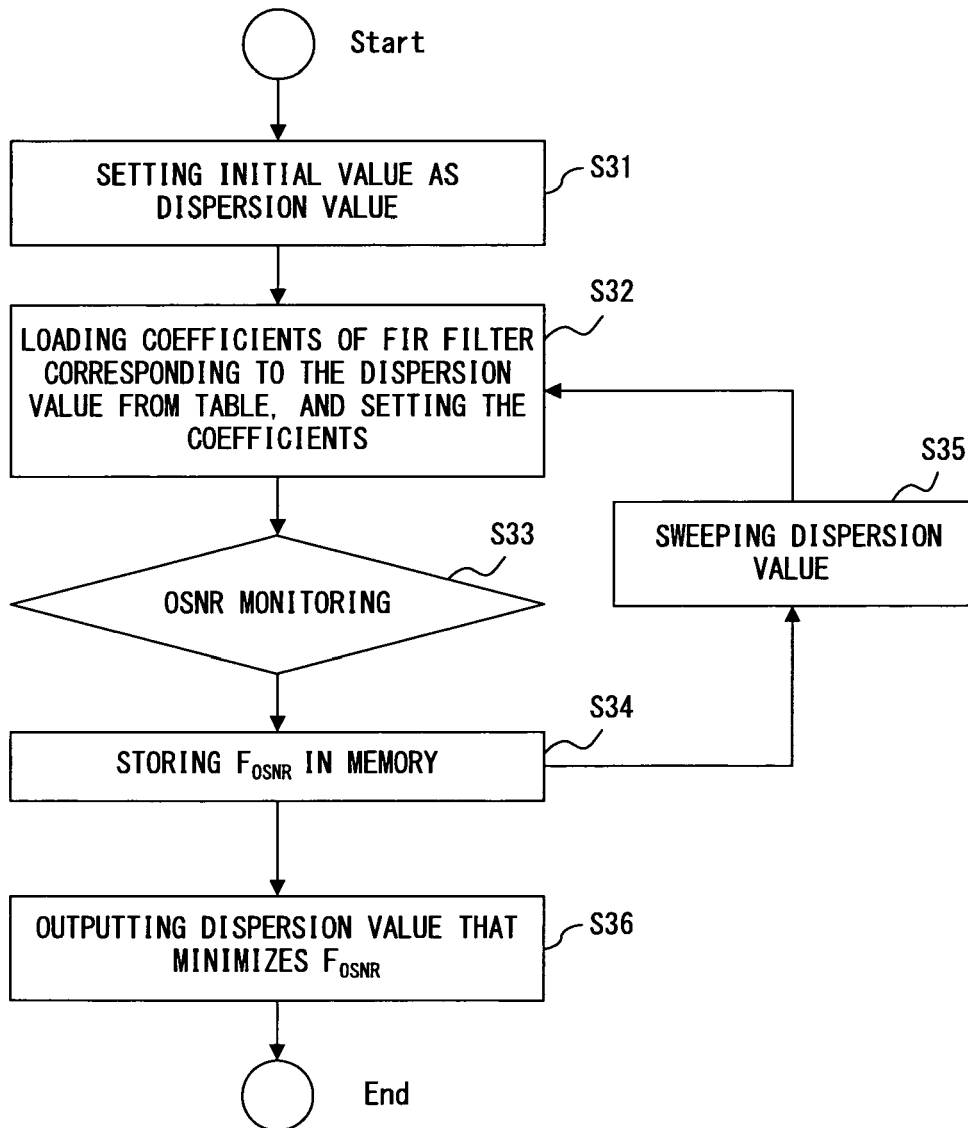 Start
SETTING INITIAL VALUE AS
DISPERSION VALUE
S31
S32
LOADING COEFFICIENTS OF FIR FILTER
CORRESPONDING TO THE DISPERSION
VALUE FROM TABLE, AND SETTING THE
COEFFICIENTS
S35
SWEEPING DISPERSION
VALUE
S33
OSNR MONITORING
S34
STORING FOSNR IN MEMORY
OUTPUTTING DISPERSION VALUE THAT
MINIMIZES FOSNR
S36
End